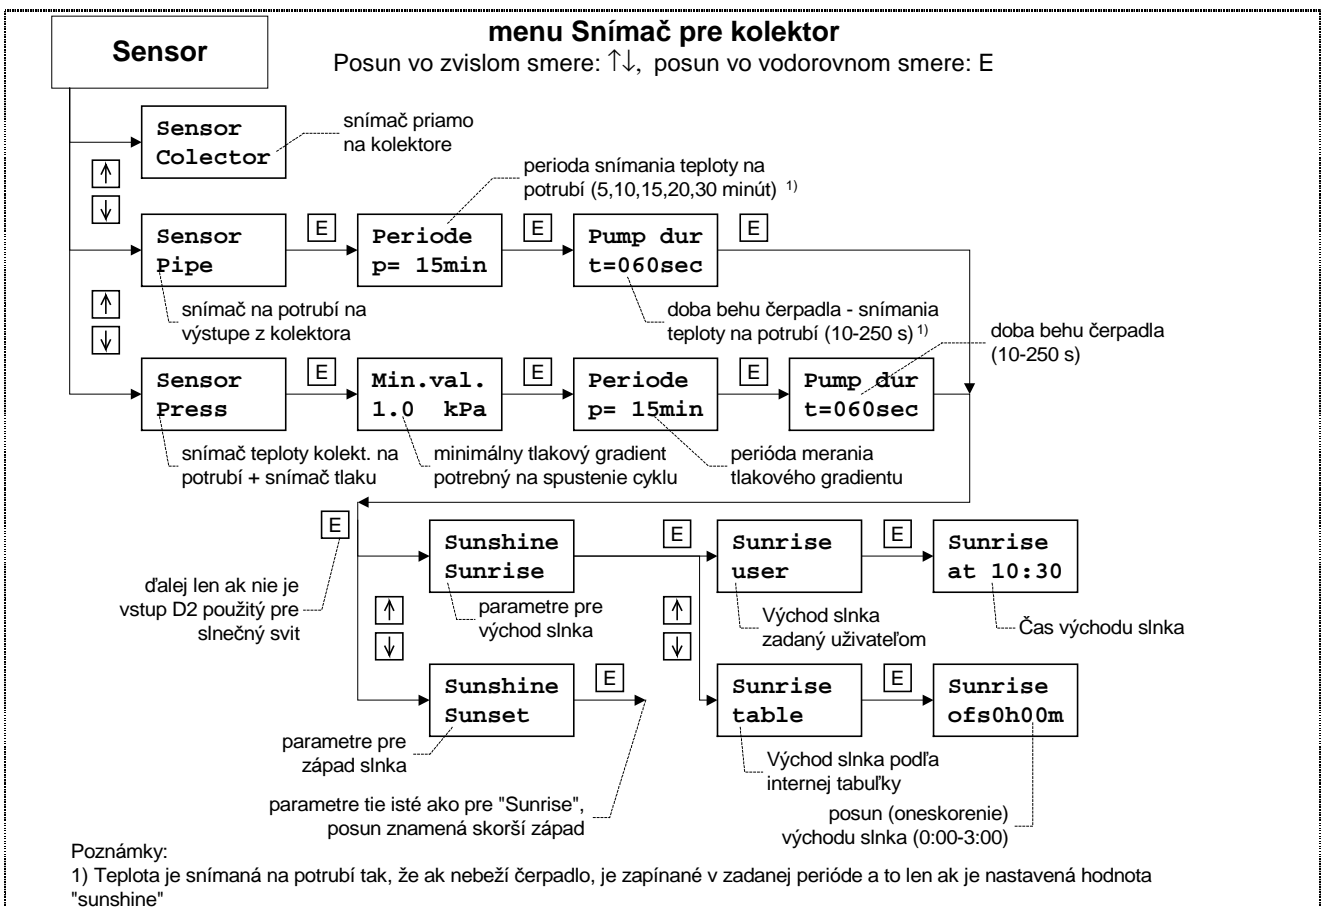 Sensor
menu Snímač pre kolektor
Posun vo zvislom smere: ↑↓, posun vo vodorovnom smere: E
Sensor
Colector
snímač priamo
na kolektore
↑
↓
perioda snímania teploty na
potrubí (5,10,15,20,30 minút) 1)
Sensor
Pipe
E
Periode
p= 15min
E
Pump dur
t=060sec
E
snímač na potrubí na
výstupe z kolektora
doba behu čerpadla - snímania
teploty na potrubí (10-250 s) 1)
doba behu čerpadla
(10-250 s)
↑
↓
Sensor
Press
E
Min.val.
1.0 kPa
E
Periode
p= 15min
E
Pump dur
t=060sec
snímač teploty kolekt. na
potrubí + snímač tlaku
minimálny tlakový gradient
potrebný na spustenie cyklu
perióda merania
tlakového gradientu
E
ďalej len ak nie je
vstup D2 použitý pre
slnečný svit
Sunshine
Sunrise
E
Sunrise
user
E
Sunrise
at 10:30
parametre pre
východ slnka
Východ slnka
zadaný uživateľom
Čas východu slnka
↑
↓
↑
↓
Sunshine
Sunset
E
Sunrise
table
E
Sunrise
ofs0h00m
parametre pre
západ slnka
Východ slnka podľa
internej tabuľky
parametre tie isté ako pre "Sunrise",
posun znamená skorší západ
posun (oneskorenie)
východu slnka (0:00-3:00)
Poznámky:
1) Teplota je snímaná na potrubí tak, že ak nebeží čerpadlo, je zapínané v zadanej perióde a to len ak je nastavená hodnota
"sunshine"